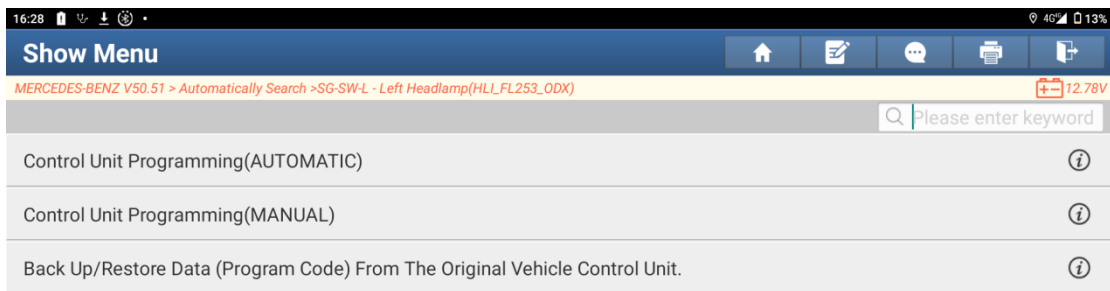 16:28 4G 13%
Show Menu
MERCEDES-BENZ V50.51 > Automatically Search >SG-SW-L - Left Headlamp(HLI_FL253_ODX) 12.78V
Please enter keyword
Control Unit Programming(AUTOMATIC)
Control Unit Programming(MANUAL)
Back Up/Restore Data (Program Code) From The Original Vehicle Control Unit.